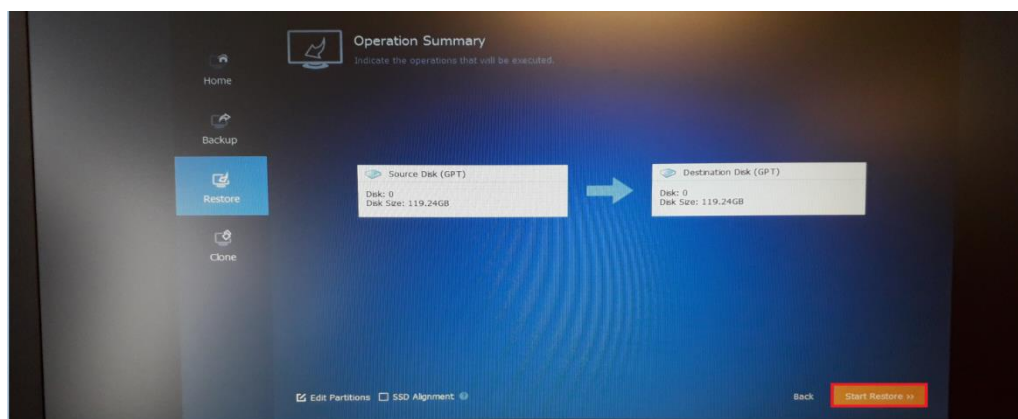 Operation Summary
Indicate the operations that will be executed.
Home
Backup
Restore
Clone
Source Disk (GPT)
Disk: 0
Disk Size: 119.24GB
Destination Disk (GPT)
Disk: 0
Disk Size: 119.24GB
Edit Partitions
SSD Alignment
Back
Start Restore >>